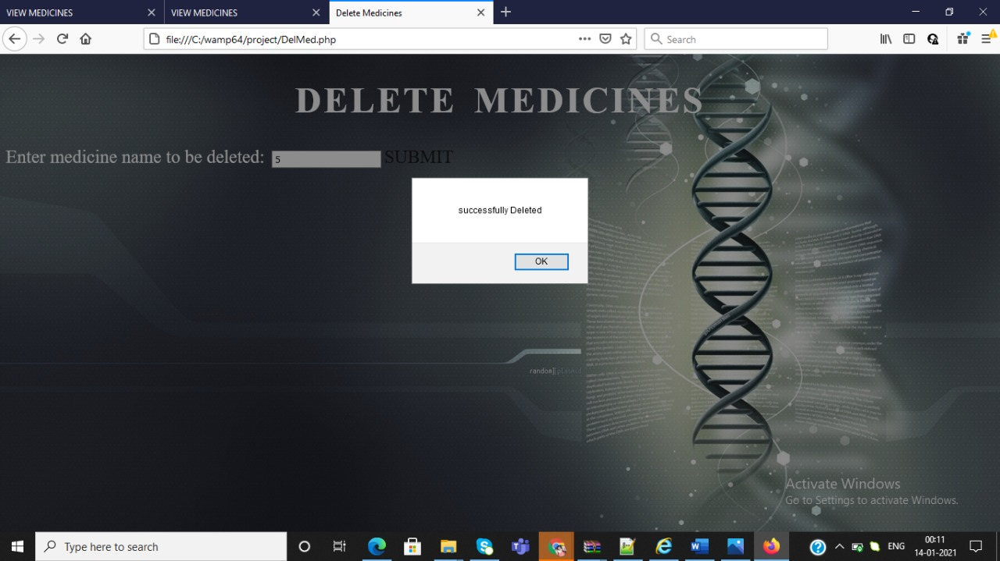 VIEW MEDICINES
VIEW MEDICINES
Delete Medicines
file:///C:/wamp64/project/DelMed.php
Search
DELETE MEDICINES
Enter medicine name to be deleted: 5 SUBMIT
successfully Deleted
OK
random][plasmid
Activate Windows
Go to Settings to activate Windows.
Type here to search
ENG
00:11
14-01-2021